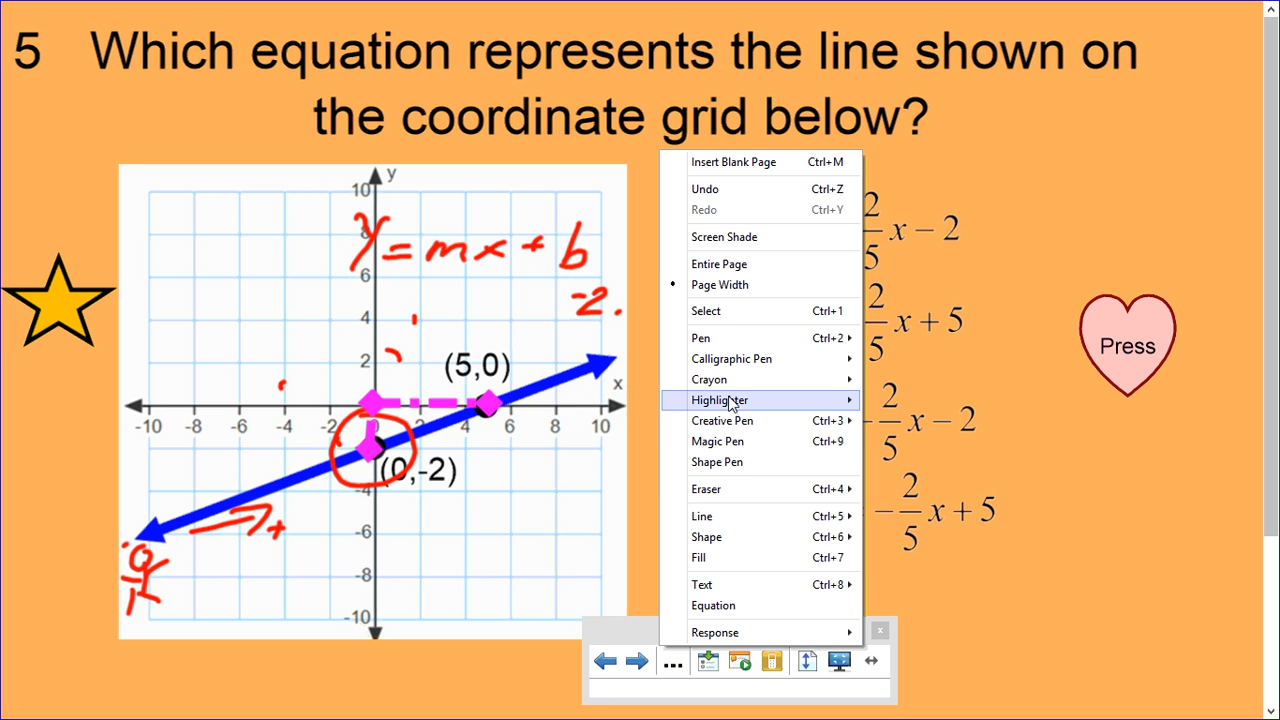 5 Which equation represents the line shown on
the coordinate grid below?
y
10
8
6
4
2
-10 -8 -6 -4 -2 0 2 4 6 8 10
x
-4
-6
-8
-10
y = mx + b
-2.
(5,0)
(0,-2)
+
Insert Blank Page Ctrl+M
Undo Ctrl+Z
Redo Ctrl+Y
Screen Shade
Entire Page
Page Width
Select Ctrl+1
Pen Ctrl+2
Calligraphic Pen
Crayon
Highlighter
Creative Pen Ctrl+3
Magic Pen Ctrl+9
Shape Pen
Eraser Ctrl+4
Line Ctrl+5
Shape Ctrl+6
Fill Ctrl+7
Text Ctrl+8
Equation
Response
2/5 x − 2
2/5 x + 5
2/5 x − 2
− 2/5 x + 5
Press
x
...